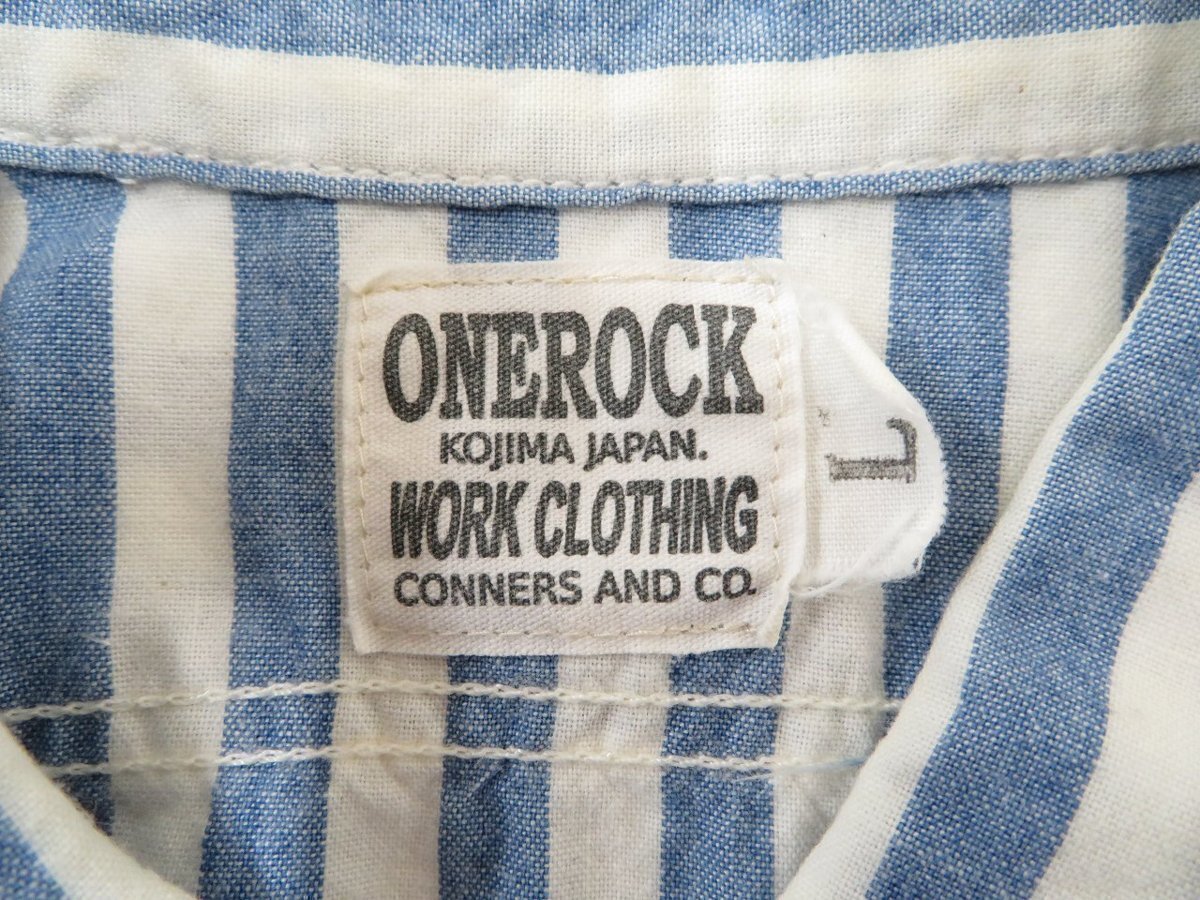 ONEROCK
KOJIMA JAPAN.
WORK CLOTHING
CONNERS AND CO.
L